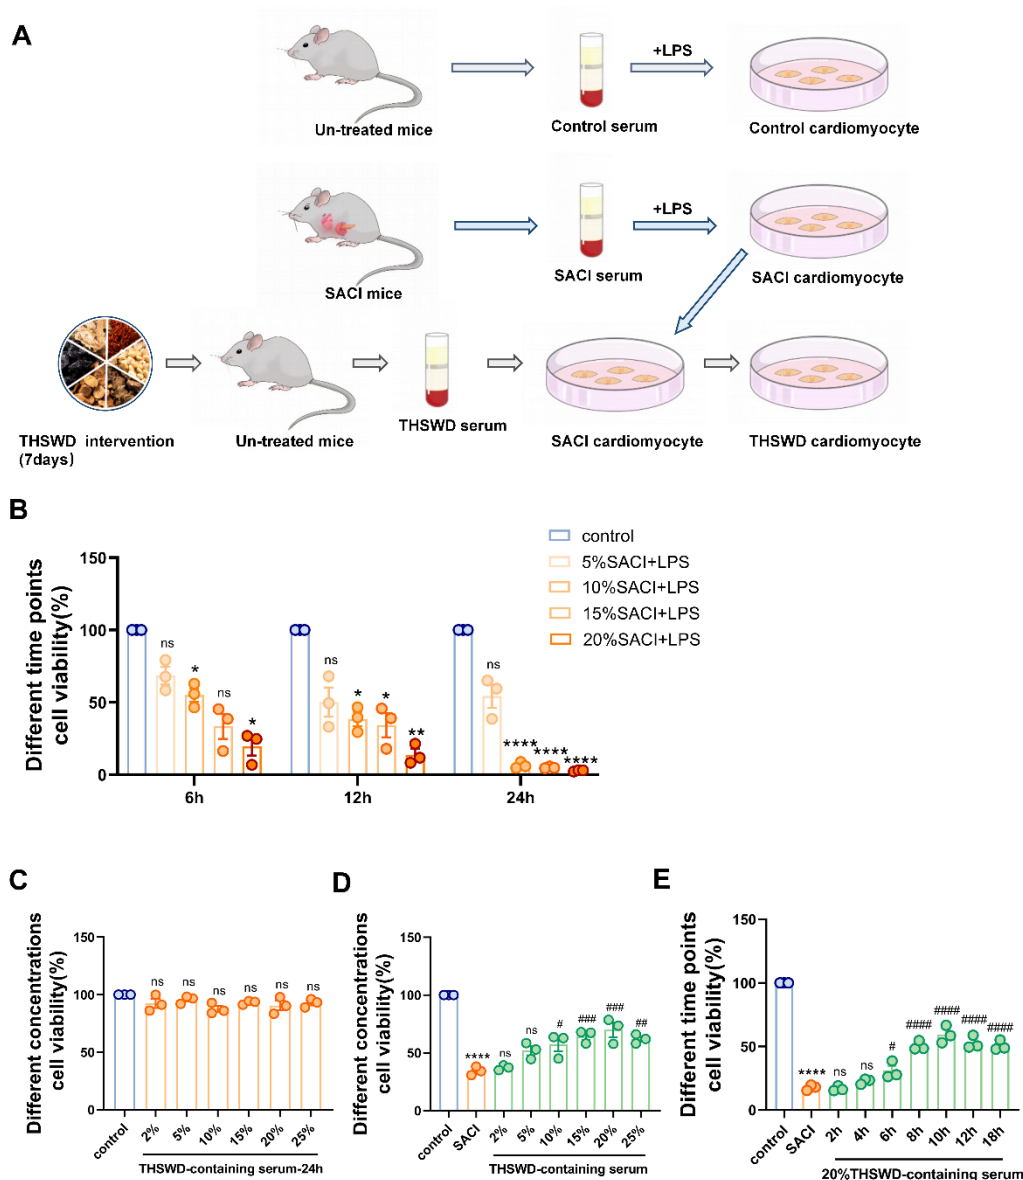 A
+LPS
Un-treated mice
Control serum
Control cardiomyocyte
+LPS
SACI mice
SACI serum
SACI cardiomyocyte
THSWD intervention
(7days)
Un-treated mice
THSWD serum
SACI cardiomyocyte
THSWD cardiomyocyte
B
Different time points
cell viability(%)
150
100
50
0
control
5%SACI+LPS
10%SACI+LPS
15%SACI+LPS
20%SACI+LPS
ns
*
ns
*
ns
*
*
**
ns
****
****
****
6h
12h
24h
C
Different concentrations
cell viability(%)
150
100
50
0
ns
ns
ns
ns
ns
ns
control
2%
5%
10%
15%
20%
25%
THSWD-containing serum-24h
D
Different concentrations
cell viability(%)
150
100
50
0
****
ns
ns
#
###
###
##
control
SACI
2%
5%
10%
15%
20%
25%
THSWD-containing serum
E
Different time points
cell viability(%)
150
100
50
0
****
ns
ns
#
####
####
####
####
control
SACI
2h
4h
6h
8h
10h
12h
18h
20%THSWD-containing serum